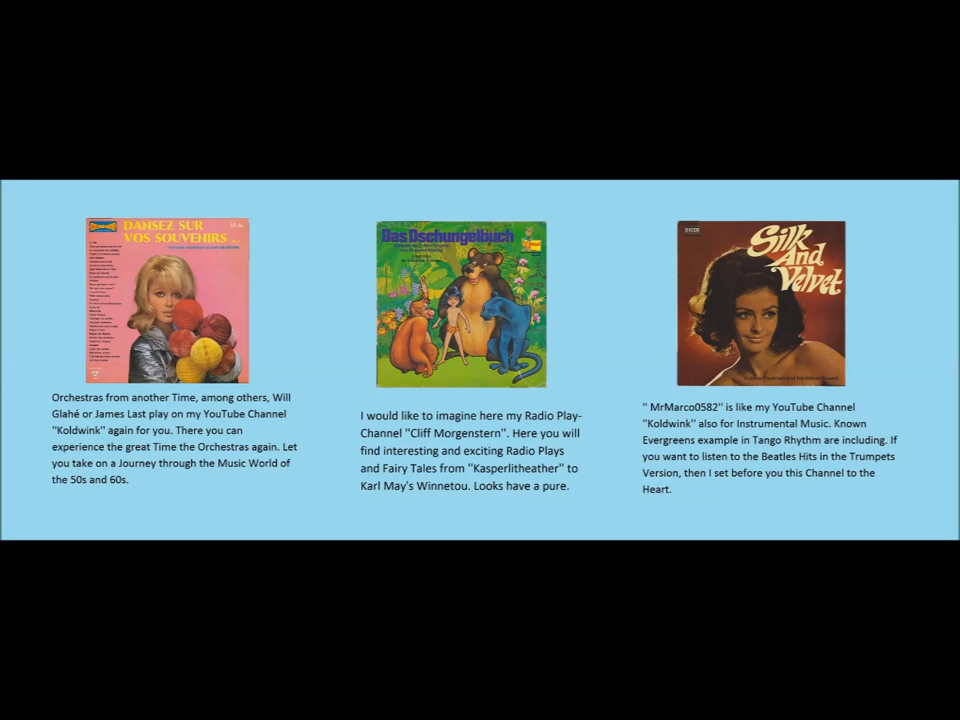 DANSEZ SUR
VOS SOUVENIRS
Orchestras from another Time, among others, Will
Glahé or James Last play on my YouTube Channel
"Koldwink" again for you. There you can
experience the great Time the Orchestras again. Let
you take on a Journey through the Music World of
the 50s and 60s.
Das Dschungelbuch
I would like to imagine here my Radio Play-
Channel "Cliff Morgenstern". Here you will
find interesting and exciting Radio Plays
and Fairy Tales from "Kasperlitheather" to
Karl May's Winnetou. Looks have a pure.
DECCA
Silk
And
Velvet
" MrMarco0582" is like my YouTube Channel
"Koldwink" also for Instrumental Music. Known
Evergreens example in Tango Rhythm are including. If
you want to listen to the Beatles Hits in the Trumpets
Version, then I set before you this Channel to the
Heart.